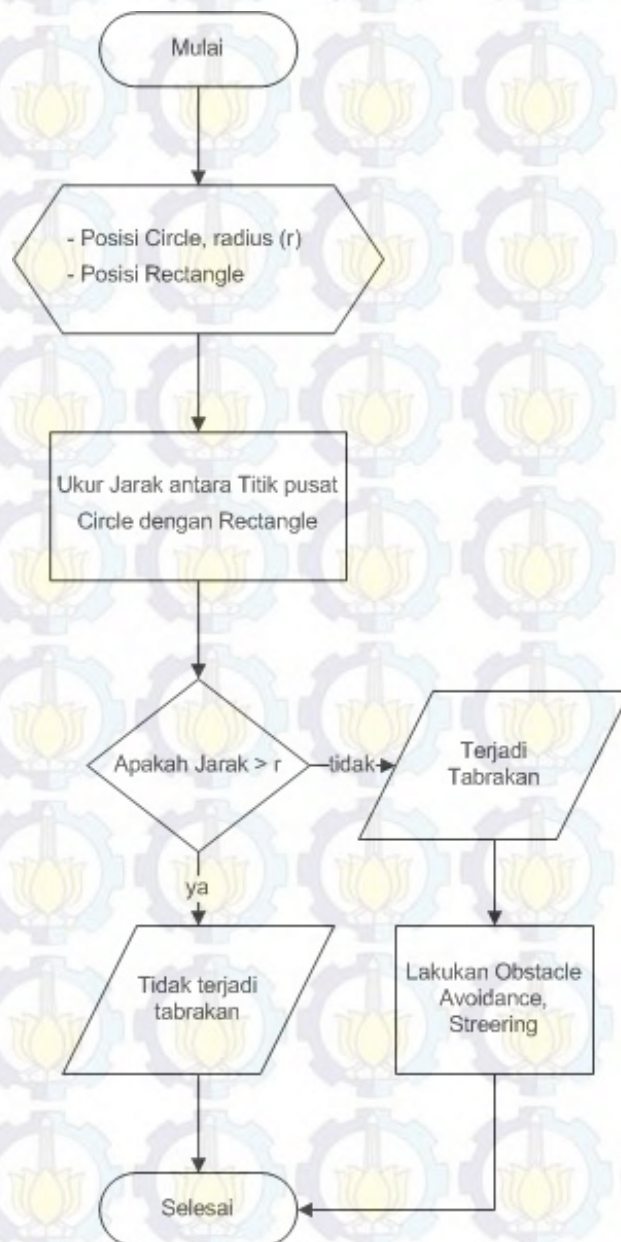 Mulai
- Posisi Circle, radius (r)
- Posisi Rectangle
Ukur Jarak antara Titik pusat
Circle dengan Rectangle
Apakah Jarak > r
tidak
Terjadi
Tabrakan
ya
Tidak terjadi
tabrakan
Lakukan Obstacle
Avoidance,
Streering
Selesai